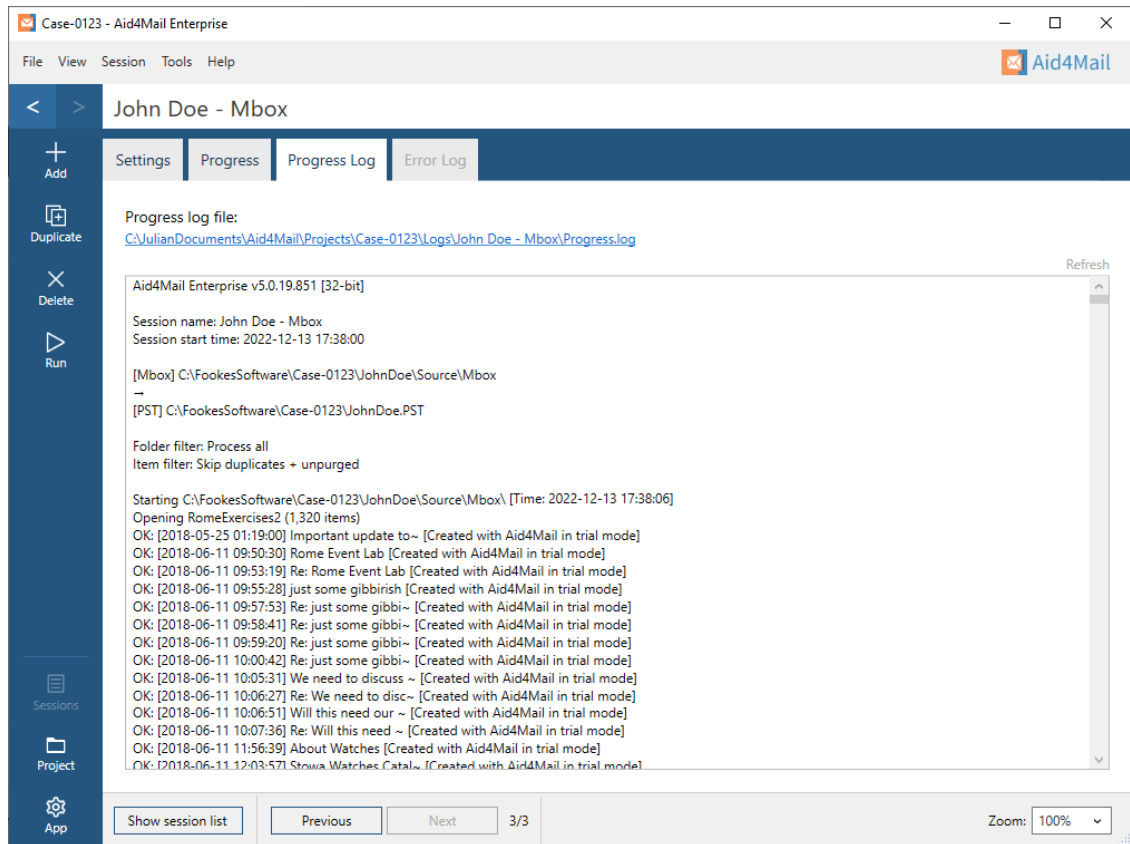 Case-0123 - Aid4Mail Enterprise
File View Session Tools Help
Aid4Mail
< > John Doe - Mbox
Add
Duplicate
Delete
Run
Sessions
Project
App
Settings Progress Progress Log Error Log
Progress log file:
C:\JulianDocuments\Aid4Mail\Projects\Case-0123\Logs\John Doe - Mbox\Progress.log
Refresh
Aid4Mail Enterprise v5.0.19.851 [32-bit]
Session name: John Doe - Mbox
Session start time: 2022-12-13 17:38:00
[Mbox] C:\FookesSoftware\Case-0123\JohnDoe\Source\Mbox
→
[PST] C:\FookesSoftware\Case-0123\JohnDoe.PST
Folder filter: Process all
Item filter: Skip duplicates + unpurged
Starting C:\FookesSoftware\Case-0123\JohnDoe\Source\Mbox\ [Time: 2022-12-13 17:38:06]
Opening RomeExercises2 (1,320 items)
OK: [2018-05-25 01:19:00] Important update to~ [Created with Aid4Mail in trial mode]
OK: [2018-06-11 09:50:30] Rome Event Lab [Created with Aid4Mail in trial mode]
OK: [2018-06-11 09:53:19] Re: Rome Event Lab [Created with Aid4Mail in trial mode]
OK: [2018-06-11 09:55:28] just some gibbirish [Created with Aid4Mail in trial mode]
OK: [2018-06-11 09:57:53] Re: just some gibbi~ [Created with Aid4Mail in trial mode]
OK: [2018-06-11 09:58:41] Re: just some gibbi~ [Created with Aid4Mail in trial mode]
OK: [2018-06-11 09:59:20] Re: just some gibbi~ [Created with Aid4Mail in trial mode]
OK: [2018-06-11 10:00:42] Re: just some gibbi~ [Created with Aid4Mail in trial mode]
OK: [2018-06-11 10:05:31] We need to discuss ~ [Created with Aid4Mail in trial mode]
OK: [2018-06-11 10:06:27] Re: We need to disc~ [Created with Aid4Mail in trial mode]
OK: [2018-06-11 10:06:51] Will this need our ~ [Created with Aid4Mail in trial mode]
OK: [2018-06-11 10:07:36] Re: Will this need ~ [Created with Aid4Mail in trial mode]
OK: [2018-06-11 11:56:39] About Watches [Created with Aid4Mail in trial mode]
OK: [2018-06-11 12:03:57] Stowa Watches Catal~ [Created with Aid4Mail in trial mode]
Show session list Previous Next 3/3 Zoom: 100%